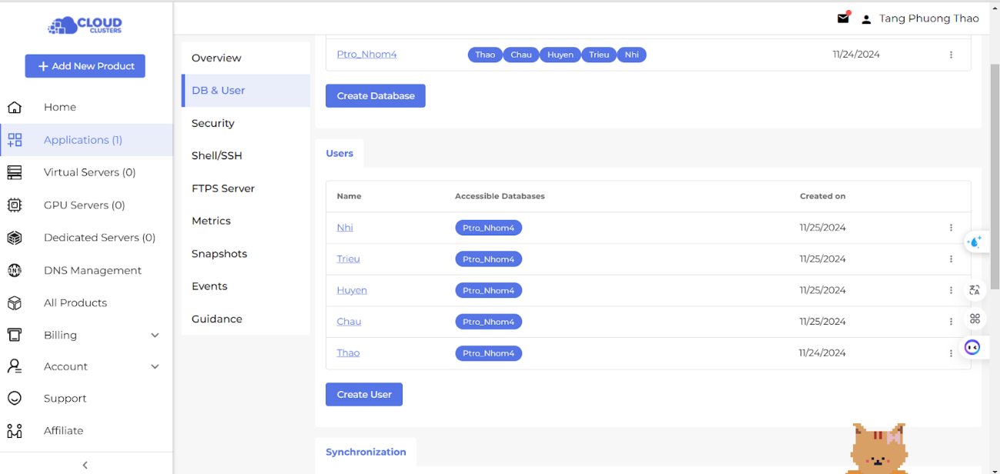 CLOUD
CLUSTERS
Tang Phuong Thao
+ Add New Product
Home
Applications (1)
Virtual Servers (0)
GPU Servers (0)
Dedicated Servers (0)
DNS
DNS Management
All Products
Billing
Account
Support
Affiliate
Overview
DB & User
Security
Shell/SSH
FTPS Server
Metrics
Snapshots
Events
Guidance
Ptro_Nhom4 Thao Chau Huyen Trieu Nhi 11/24/2024
Create Database
Users
Name Accessible Databases Created on
Nhi Ptro_Nhom4 11/25/2024
Trieu Ptro_Nhom4 11/25/2024
Huyen Ptro_Nhom4 11/25/2024
Chau Ptro_Nhom4 11/25/2024
Thao Ptro_Nhom4 11/24/2024
Create User
Synchronization